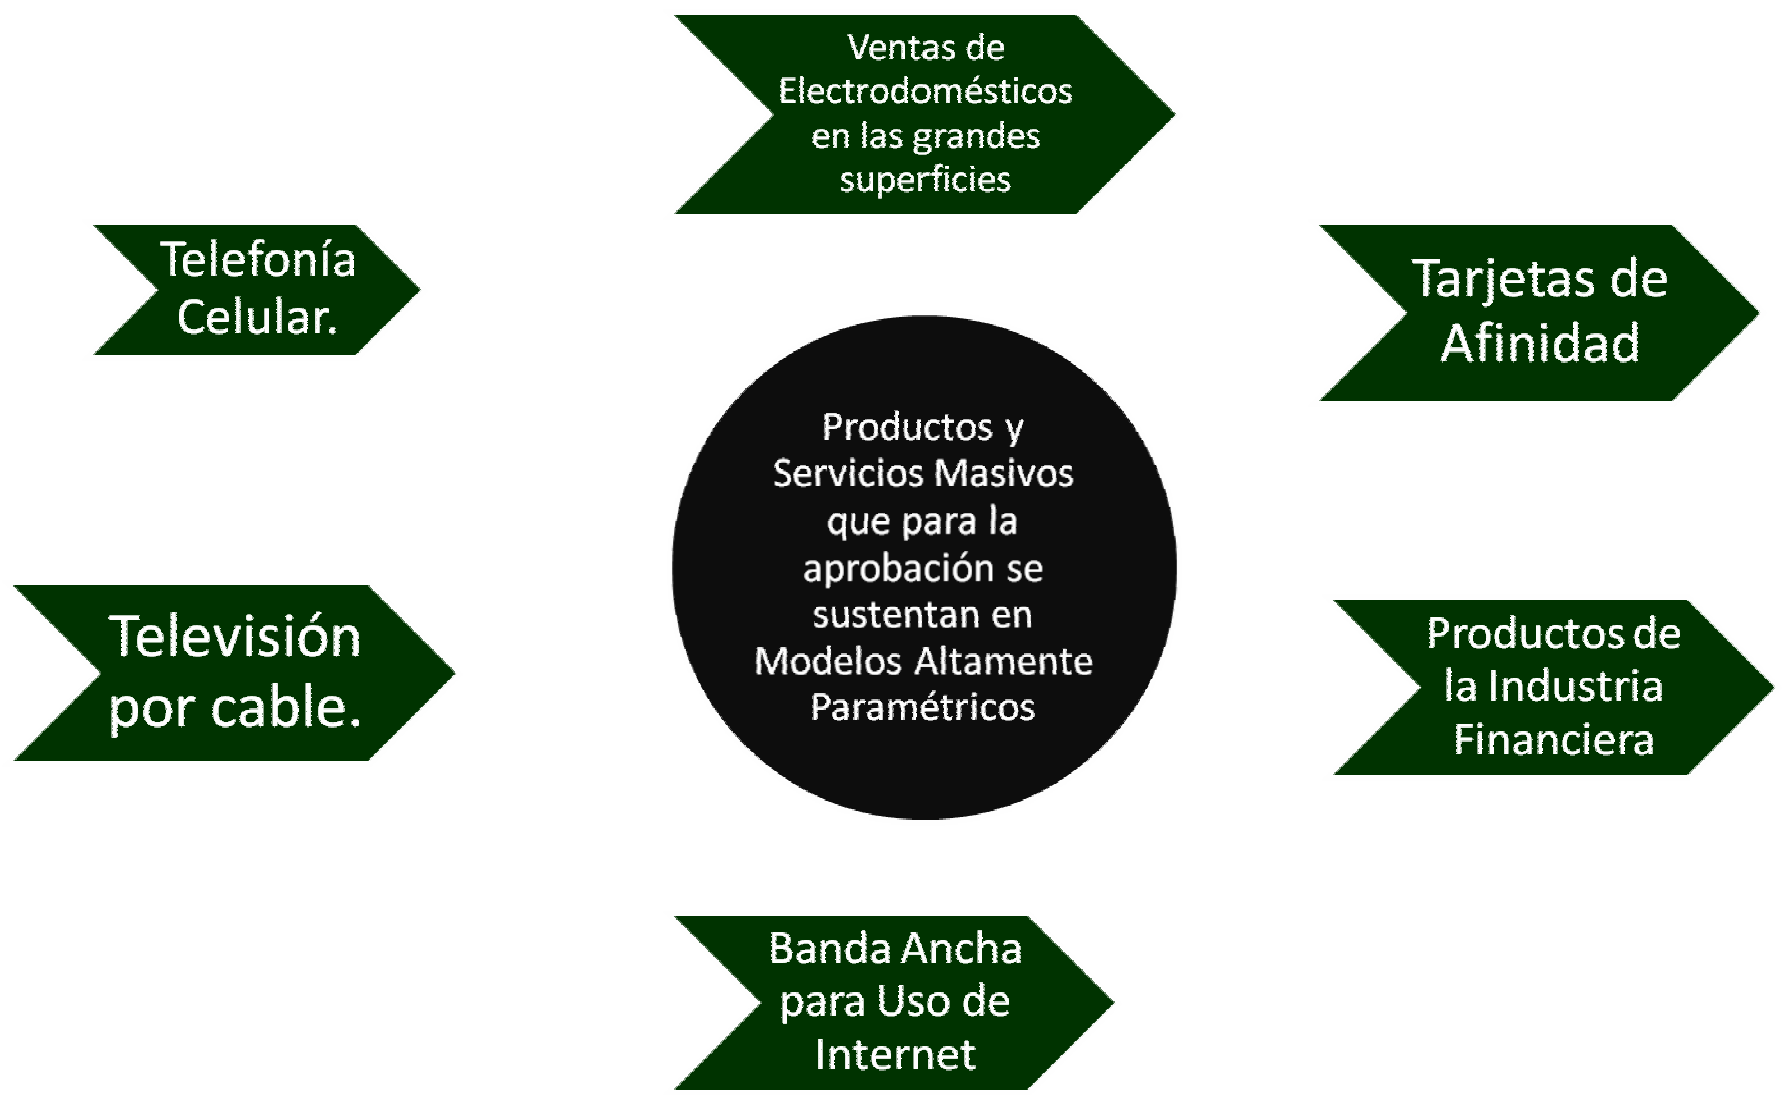 Ventas de
Electrodomésticos
en las grandes
superficies
Telefonía
Celular.
Tarjetas de
Afinidad
Productos y
Servicios Masivos
que para la
aprobación se
sustentan en
Modelos Altamente
Paramétricos
Televisión
por cable.
Productos de
la Industria
Financiera
Banda Ancha
para Uso de
Internet